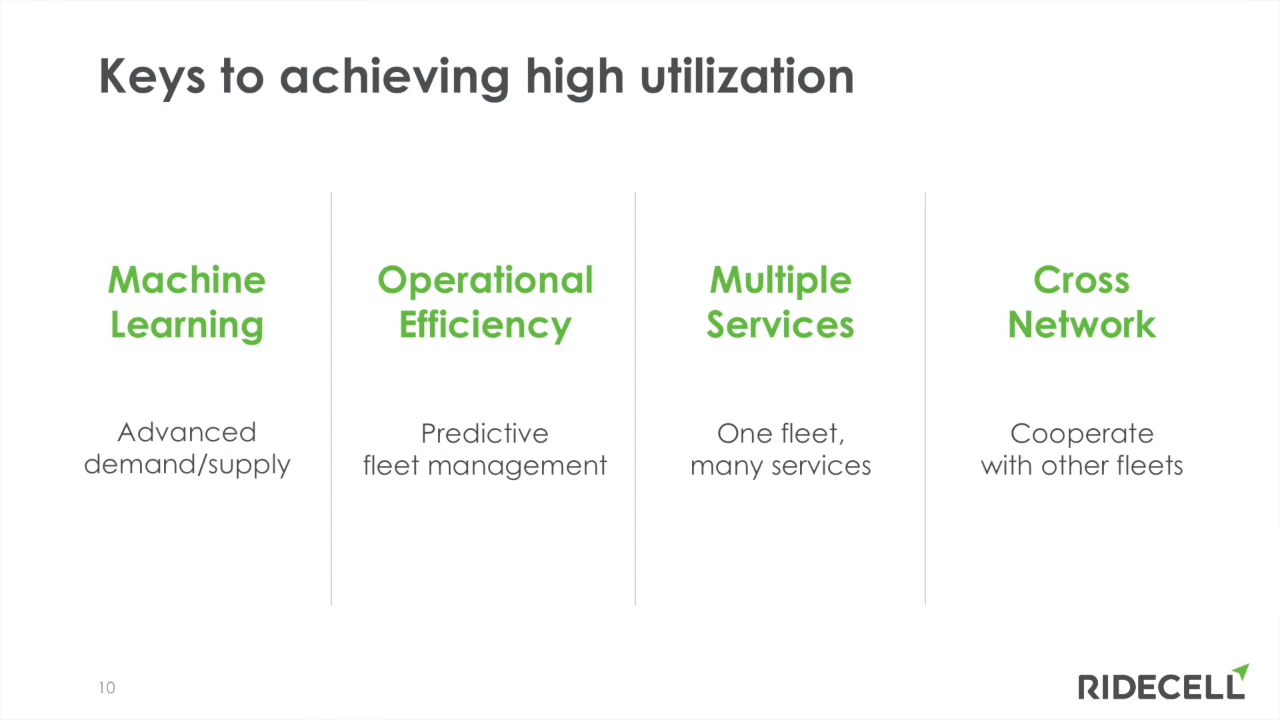 Keys to achieving high utilization
Machine
Learning
Advanced
demand/supply
Operational
Efficiency
Predictive
fleet management
Multiple
Services
One fleet,
many services
Cross
Network
Cooperate
with other fleets
10
RIDECELL